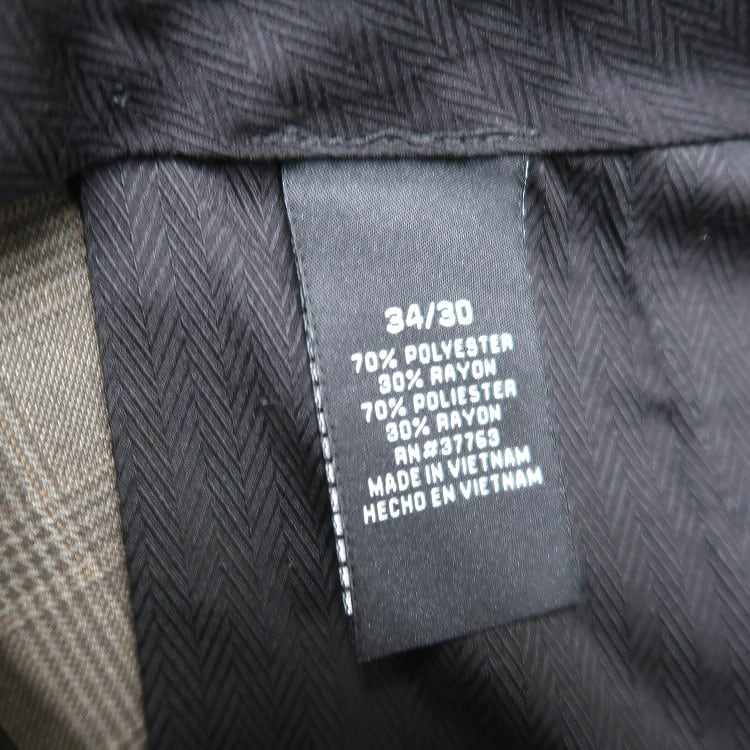 34/30
70% POLYESTER
30% RAYON
70% POLIESTER
30% RAYON
RN#37763
MADE IN VIETNAM
HECHO EN VIETNAM